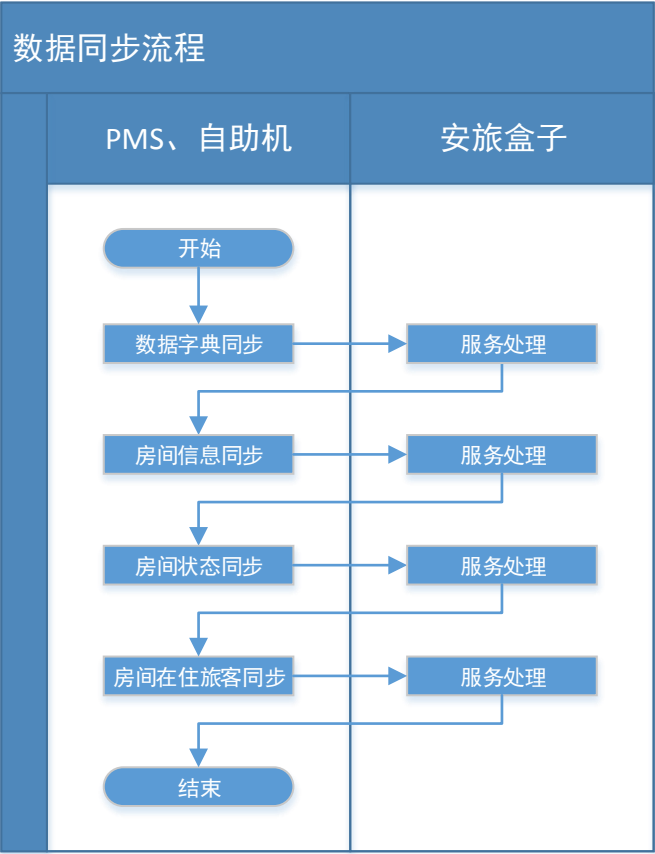 数据同步流程
PMS、自助机
安旅盒子
开始
数据字典同步
服务处理
房间信息同步
服务处理
房间状态同步
服务处理
房间在住旅客同步
服务处理
结束